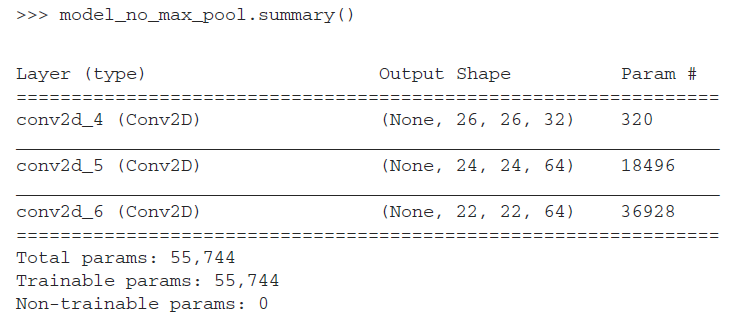 >>> model_no_max_pool.summary()
Layer (type) Output Shape Param #
================================================================
conv2d_4 (Conv2D) (None, 26, 26, 32) 320
________________________________________________________________
conv2d_5 (Conv2D) (None, 24, 24, 64) 18496
________________________________________________________________
conv2d_6 (Conv2D) (None, 22, 22, 64) 36928
================================================================
Total params: 55,744
Trainable params: 55,744
Non-trainable params: 0